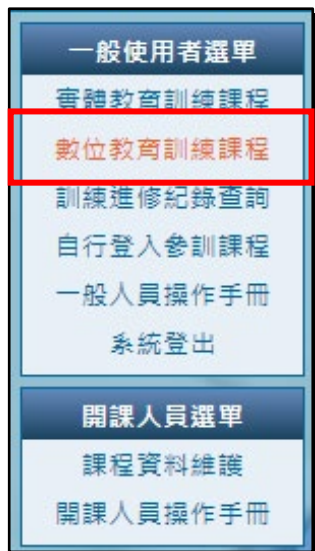 一般使用者選單
實體教育訓練課程
數位教育訓練課程
訓練進修紀錄查詢
自行登入參訓課程
一般人員操作手冊
系統登出
開課人員選單
課程資料維護
開課人員操作手冊